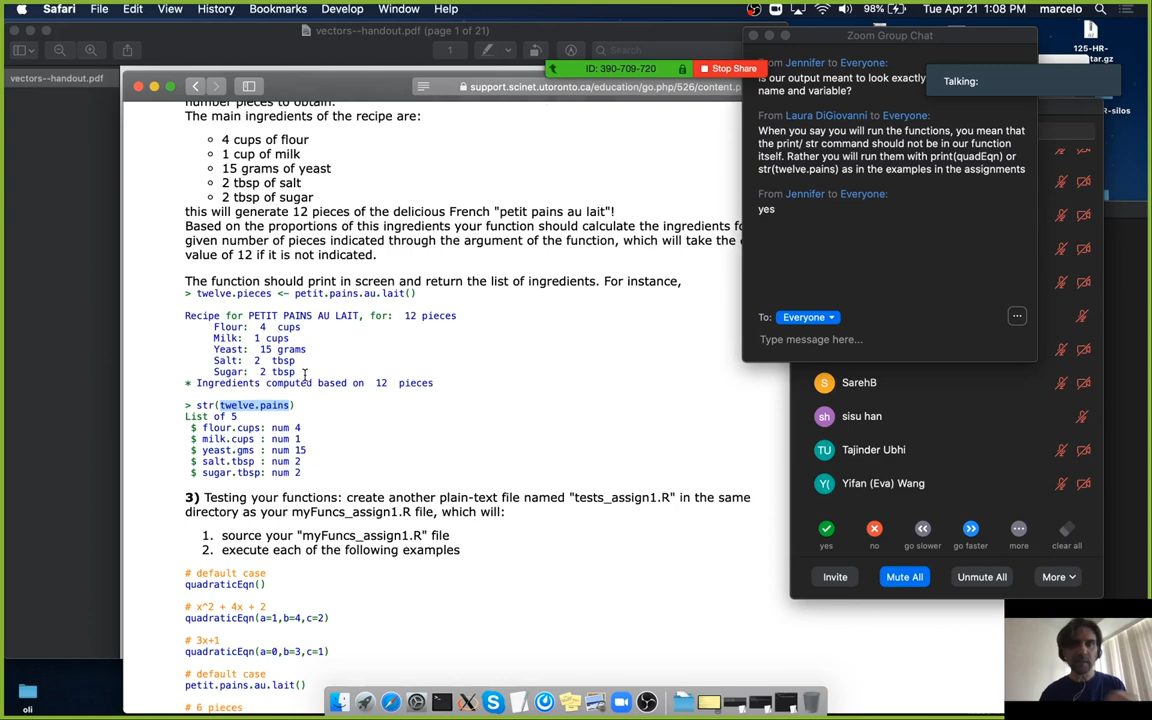 Safari File Edit View History Bookmarks Develop Window Help
98% Tue Apr 21 1:08 PM marcelo
vectors--handout.pdf (page 1 of 21)
Search
vectors--handout.pdf
ID: 390-709-720 Stop Share
support.scinet.utoronto.ca/education/go.php/526/content.p
number pieces to obtain.
The main ingredients of the recipe are:
4 cups of flour
1 cup of milk
15 grams of yeast
2 tbsp of salt
2 tbsp of sugar
this will generate 12 pieces of the delicious French "petit pains au lait"!
Based on the proportions of this ingredients your function should calculate the ingredients fo
given number of pieces indicated through the argument of the function, which will take the
value of 12 if it is not indicated.
The function should print in screen and return the list of ingredients. For instance,
> twelve.pieces <- petit.pains.au.lait()
Recipe for PETIT PAINS AU LAIT, for: 12 pieces
Flour: 4 cups
Milk: 1 cups
Yeast: 15 grams
Salt: 2 tbsp
Sugar: 2 tbsp
* Ingredients computed based on 12 pieces
> str(twelve.pains)
List of 5
$ flour.cups: num 4
$ milk.cups : num 1
$ yeast.gms : num 15
$ salt.tbsp : num 2
$ sugar.tbsp: num 2
3) Testing your functions: create another plain-text file named "tests_assign1.R" in the same
directory as your myFuncs_assign1.R file, which will:
1. source your "myFuncs_assign1.R" file
2. execute each of the following examples
# default case
quadraticEqn()
# x^2 + 4x + 2
quadraticEqn(a=1,b=4,c=2)
# 3x+1
quadraticEqn(a=0,b=3,c=1)
# default case
petit.pains.au.lait()
# 6 pieces
Zoom Group Chat
From Jennifer to Everyone:
is our output meant to look exactly
name and variable?
Talking:
From Laura DiGiovanni to Everyone:
When you say you will run the functions, you mean that
the print/ str command should not be in our function
itself. Rather you will run them with print(quadEqn) or
str(twelve.pains) as in the examples in the assignments
From Jennifer to Everyone:
yes
To: Everyone
Type message here...
S SarehB
sh sisu han
TU Tajinder Ubhi
Y( Yifan (Eva) Wang
yes no go slower go faster more clear all
Invite Mute All Unmute All More
125-HR
tar.gz
-silos
oli